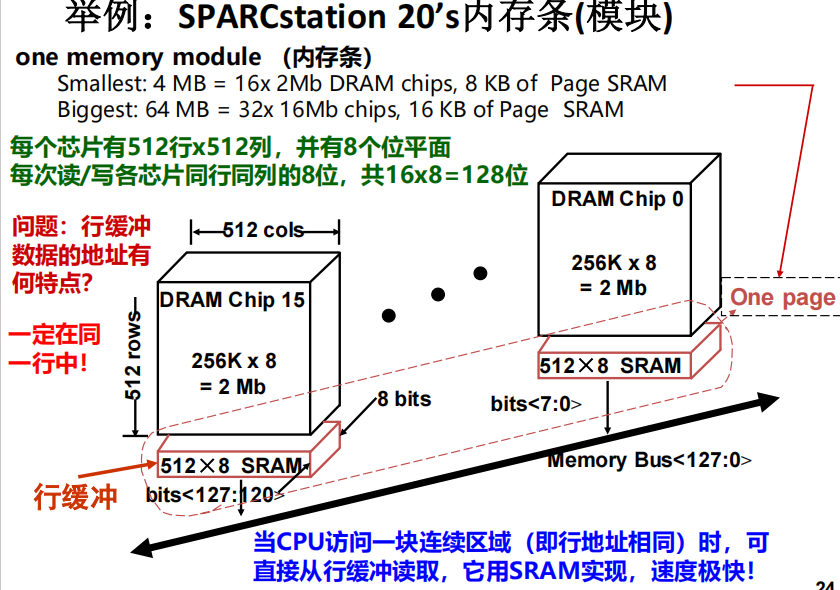 举例：SPARCstation 20’s内存条(模块)
one memory module （内存条）
Smallest: 4 MB = 16x 2Mb DRAM chips, 8 KB of Page SRAM
Biggest: 64 MB = 32x 16Mb chips, 16 KB of Page SRAM
每个芯片有512行x512列，并有8个位平面
每次读/写各芯片同行同列的8位，共16x8=128位
问题：行缓冲
数据的地址有
何特点？
一定在同
一行中！
512 cols
DRAM Chip 15
256K x 8
= 2 Mb
512 rows
512×8 SRAM
8 bits
bits<127:120>
行缓冲
DRAM Chip 0
256K x 8
= 2 Mb
One page
512×8 SRAM
bits<7:0>
Memory Bus<127:0>
当CPU访问一块连续区域（即行地址相同）时，可
直接从行缓冲读取，它用SRAM实现，速度极快！
24